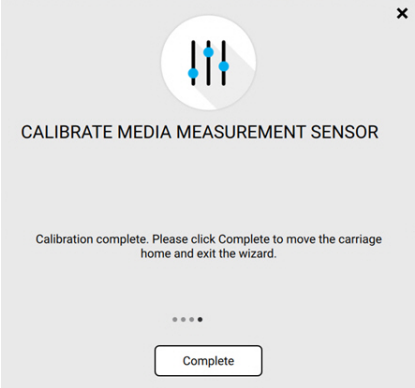 CALIBRATE MEDIA MEASUREMENT SENSOR
Calibration complete. Please click Complete to move the carriage
home and exit the wizard.
Complete